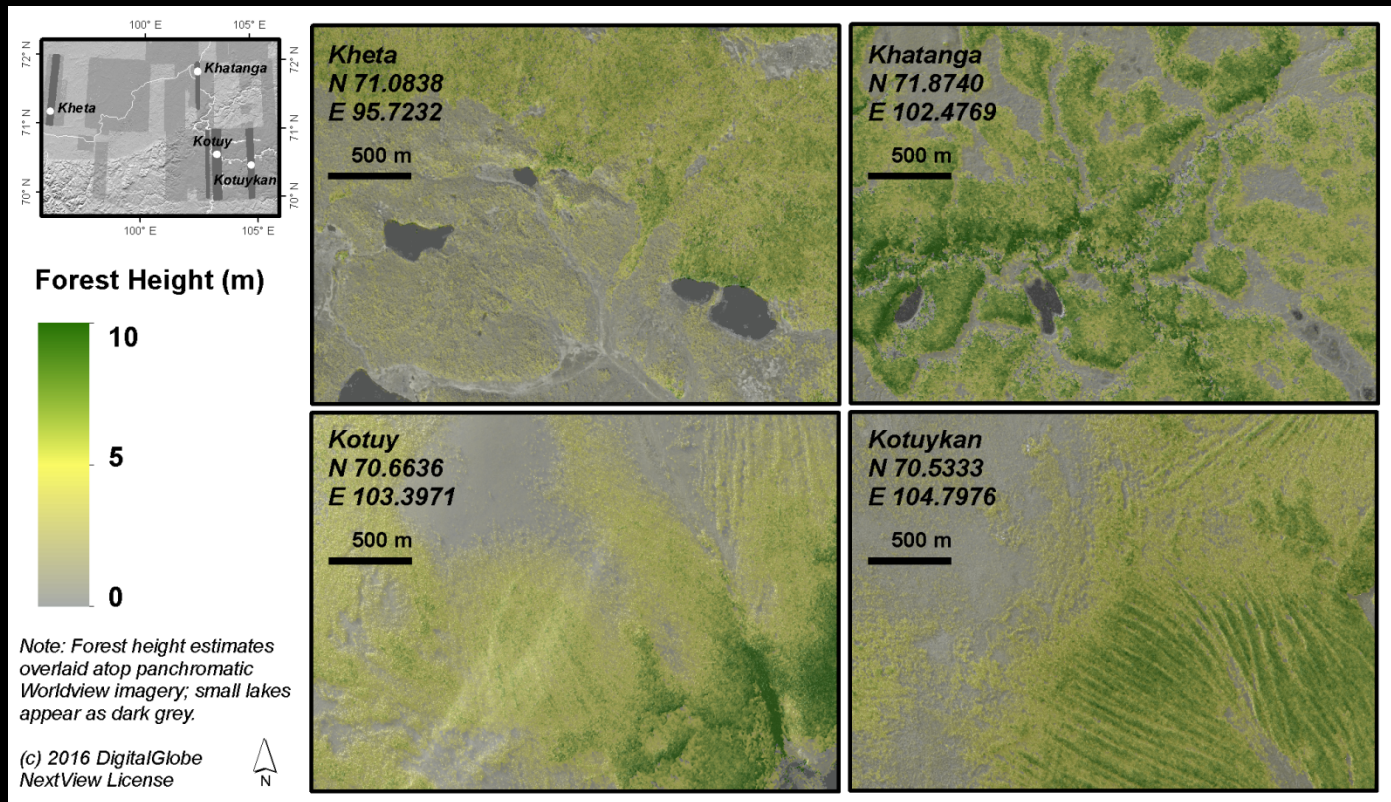 100° E
105° E
72° N
72° N
Khatanga
Kheta
71° N
71° N
Kotuy
Kotuykan
70° N
70° N
100° E
105° E
Forest Height (m)
10
5
0
Note: Forest height estimates
overlaid atop panchromatic
Worldview imagery; small lakes
appear as dark grey.
(c) 2016 DigitalGlobe
NextView License
N
Kheta
N 71.0838
E 95.7232
500 m
Khatanga
N 71.8740
E 102.4769
500 m
Kotuy
N 70.6636
E 103.3971
500 m
Kotuykan
N 70.5333
E 104.7976
500 m